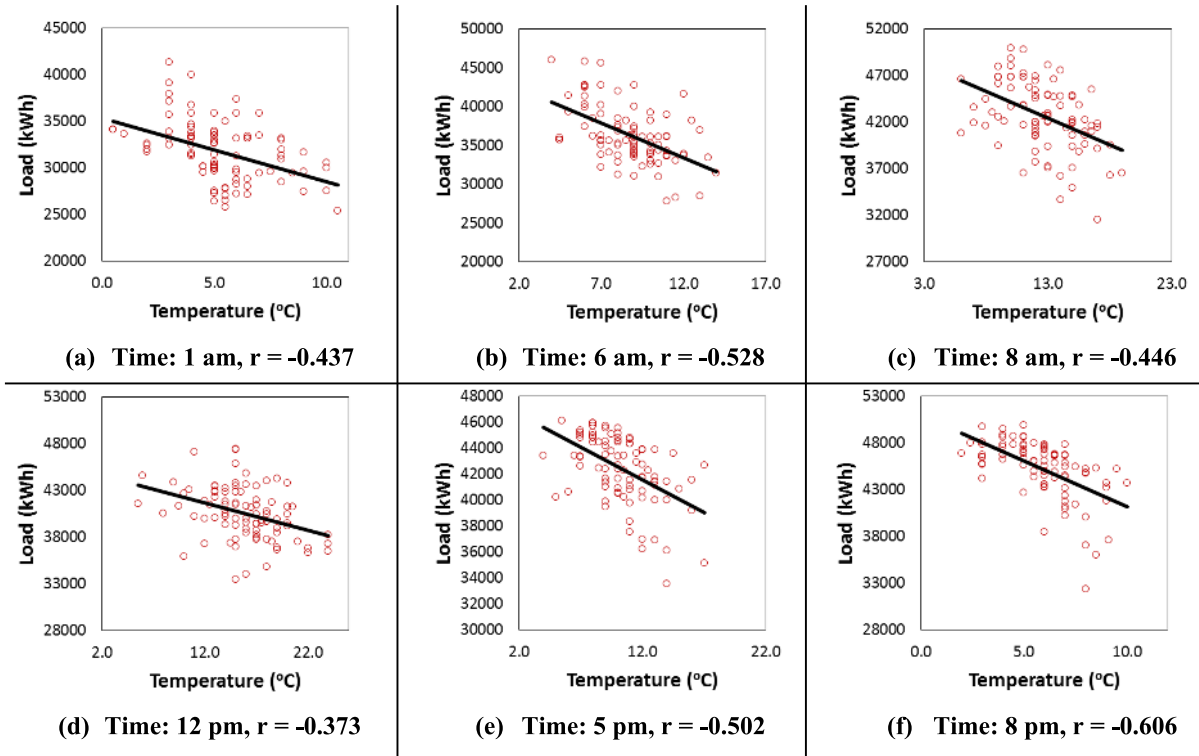 40000
35000
30000
25000
20000
Load (kWh)
0.0 5.0 10.0
Temperature (°C)
(a) Time: 1 am, r = -0.437
50000
45000
40000
35000
30000
25000
20000
Load (kWh)
2.0 7.0 12.0 17.0
Temperature (°C)
(b) Time: 6 am, r = -0.528
52000
47000
42000
37000
32000
27000
Load (kWh)
3.0 13.0 23.0
Temperature (°C)
(c) Time: 8 am, r = -0.446
53000
48000
43000
38000
33000
28000
Load (kWh)
2.0 12.0 22.0
Temperature (°C)
(d) Time: 12 pm, r = -0.373
48000
46000
44000
42000
40000
38000
36000
34000
32000
30000
Load (kWh)
2.0 12.0 22.0
Temperature (°C)
(e) Time: 5 pm, r = -0.502
53000
48000
43000
38000
33000
28000
Load (kWh)
0.0 5.0 10.0
Temperature (°C)
(f) Time: 8 pm, r = -0.606